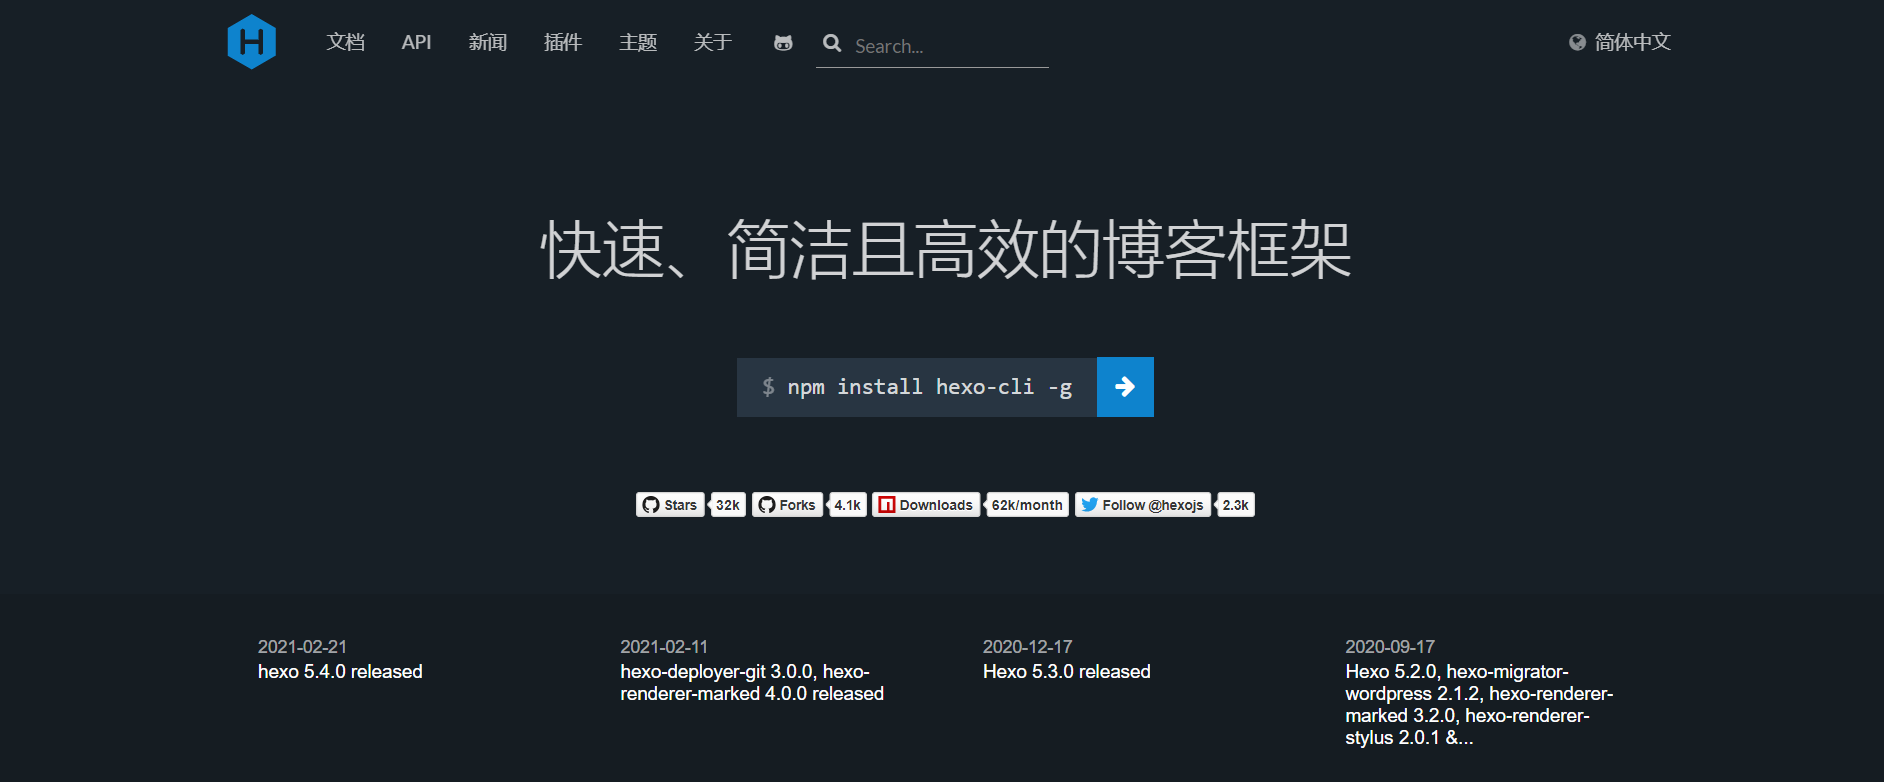 H 文档 API 新闻 插件 主题 关于 Search... 简体中文
快速、简洁且高效的博客框架
$ npm install hexo-cli -g
Stars 32k Forks 4.1k Downloads 62k/month Follow @hexojs 2.3k
2021-02-21
hexo 5.4.0 released
2021-02-11
hexo-deployer-git 3.0.0, hexo-
renderer-marked 4.0.0 released
2020-12-17
Hexo 5.3.0 released
2020-09-17
Hexo 5.2.0, hexo-migrator-
wordpress 2.1.2, hexo-renderer-
marked 3.2.0, hexo-renderer-
stylus 2.0.1 &...